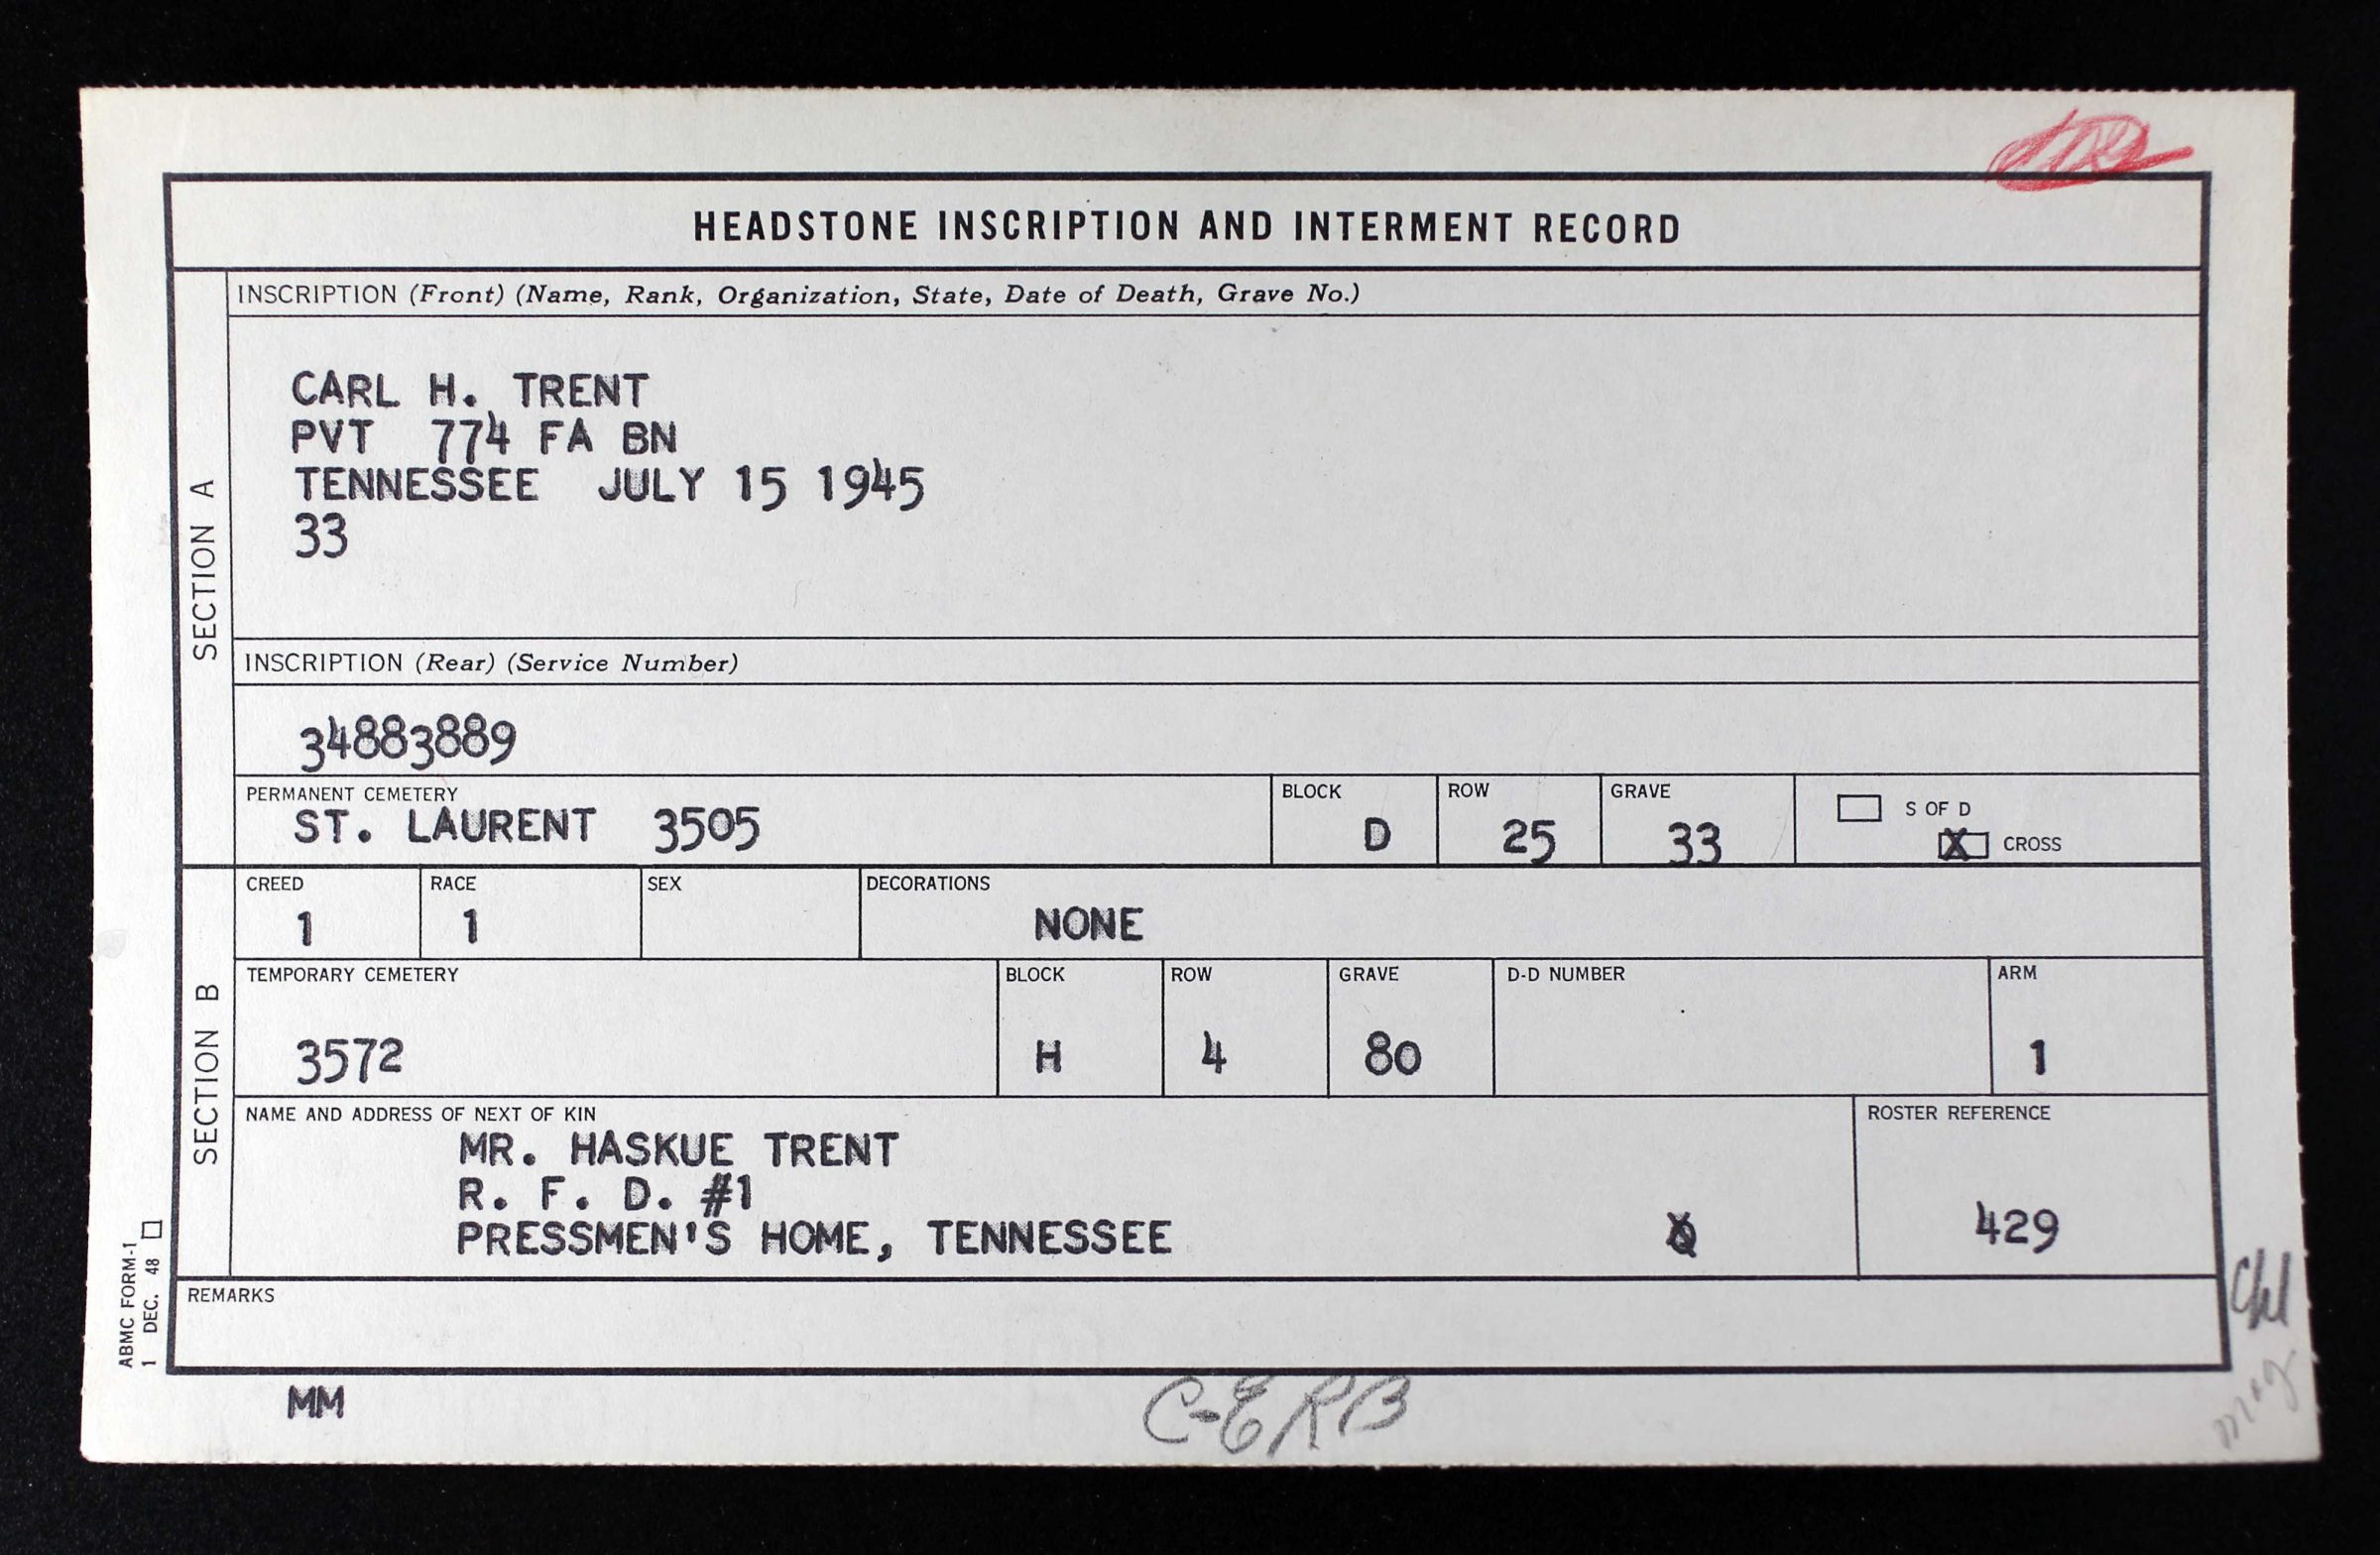 HEADSTONE INSCRIPTION AND INTERMENT RECORD
SECTION A
INSCRIPTION (Front) (Name, Rank, Organization, State, Date of Death, Grave No.)
CARL H. TRENT
PVT 774 FA BN
TENNESSEE JULY 15 1945
33
INSCRIPTION (Rear) (Service Number)
34883889
PERMANENT CEMETERY
ST. LAURENT 3505
BLOCK
D
ROW
25
GRAVE
33
S OF D
X CROSS
SECTION B
CREED
1
RACE
1
SEX
DECORATIONS
NONE
TEMPORARY CEMETERY
3572
BLOCK
H
ROW
4
GRAVE
80
D-D NUMBER
ARM
1
NAME AND ADDRESS OF NEXT OF KIN
MR. HASKUE TRENT
R. F. D. #1
PRESSMEN'S HOME, TENNESSEE
ROSTER REFERENCE
429
REMARKS
ABMC FORM-1
1 DEC. 48
MM
C-ERB